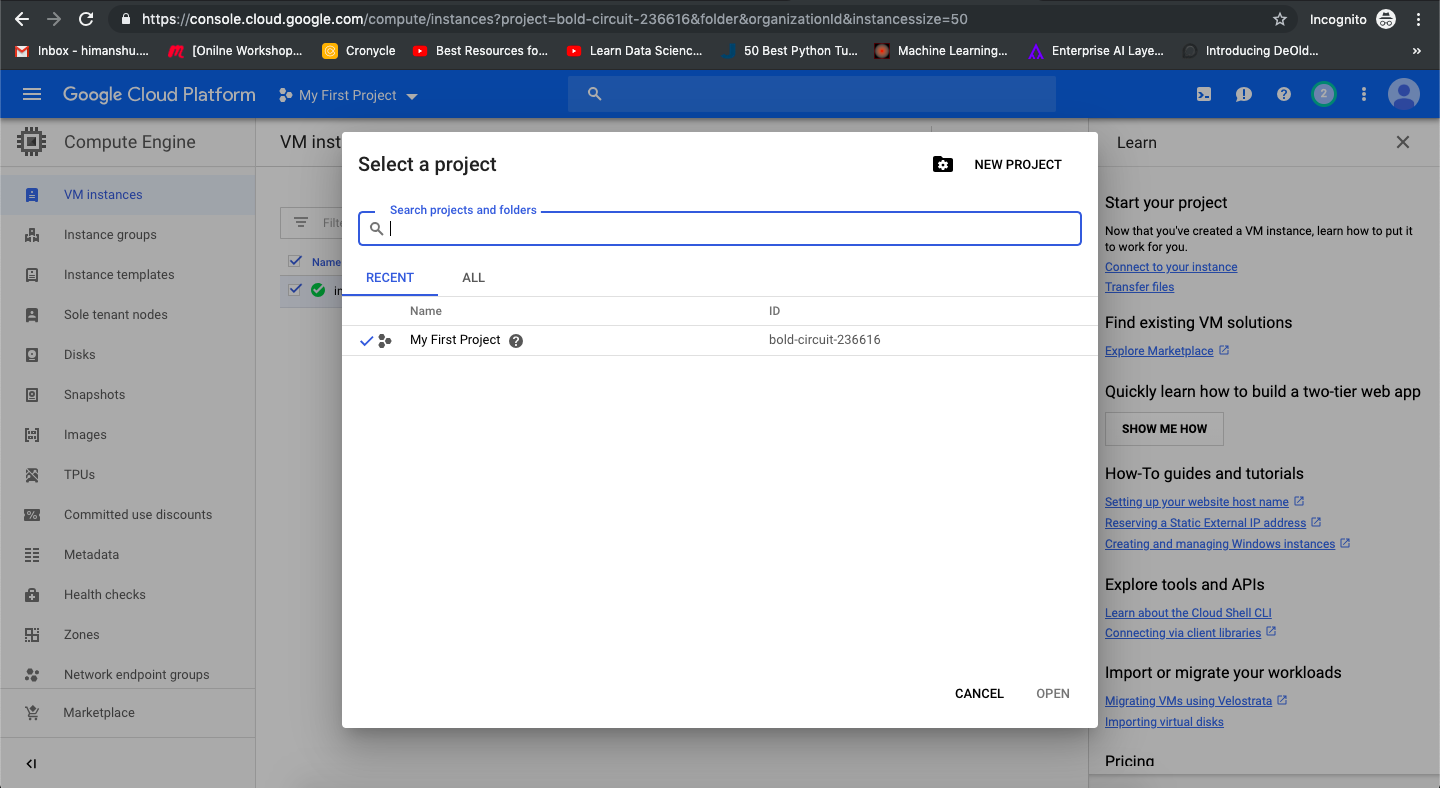 https://console.cloud.google.com/compute/instances?project=bold-circuit-236616&folder&organizationId&instancessize=50
Incognito
Inbox - himanshu....
[Onilne Workshop...
Cronycle
Best Resources fo...
Learn Data Scienc...
50 Best Python Tu...
Machine Learning...
Enterprise AI Laye...
Introducing DeOld...
»
Google Cloud Platform
My First Project
2
Compute Engine
VM instances
Instance groups
Instance templates
Sole tenant nodes
Disks
Snapshots
Images
TPUs
Committed use discounts
Metadata
Health checks
Zones
Network endpoint groups
Marketplace
VM inst
Filte
Name
in
Select a project
NEW PROJECT
Search projects and folders
RECENT
ALL
Name ID
My First Project bold-circuit-236616
CANCEL
OPEN
Learn
Start your project
Now that you've created a VM instance, learn how to put it
to work for you.
Connect to your instance
Transfer files
Find existing VM solutions
Explore Marketplace
Quickly learn how to build a two-tier web app
SHOW ME HOW
How-To guides and tutorials
Setting up your website host name
Reserving a Static External IP address
Creating and managing Windows instances
Explore tools and APIs
Learn about the Cloud Shell CLI
Connecting via client libraries
Import or migrate your workloads
Migrating VMs using Velostrata
Importing virtual disks
Pricing